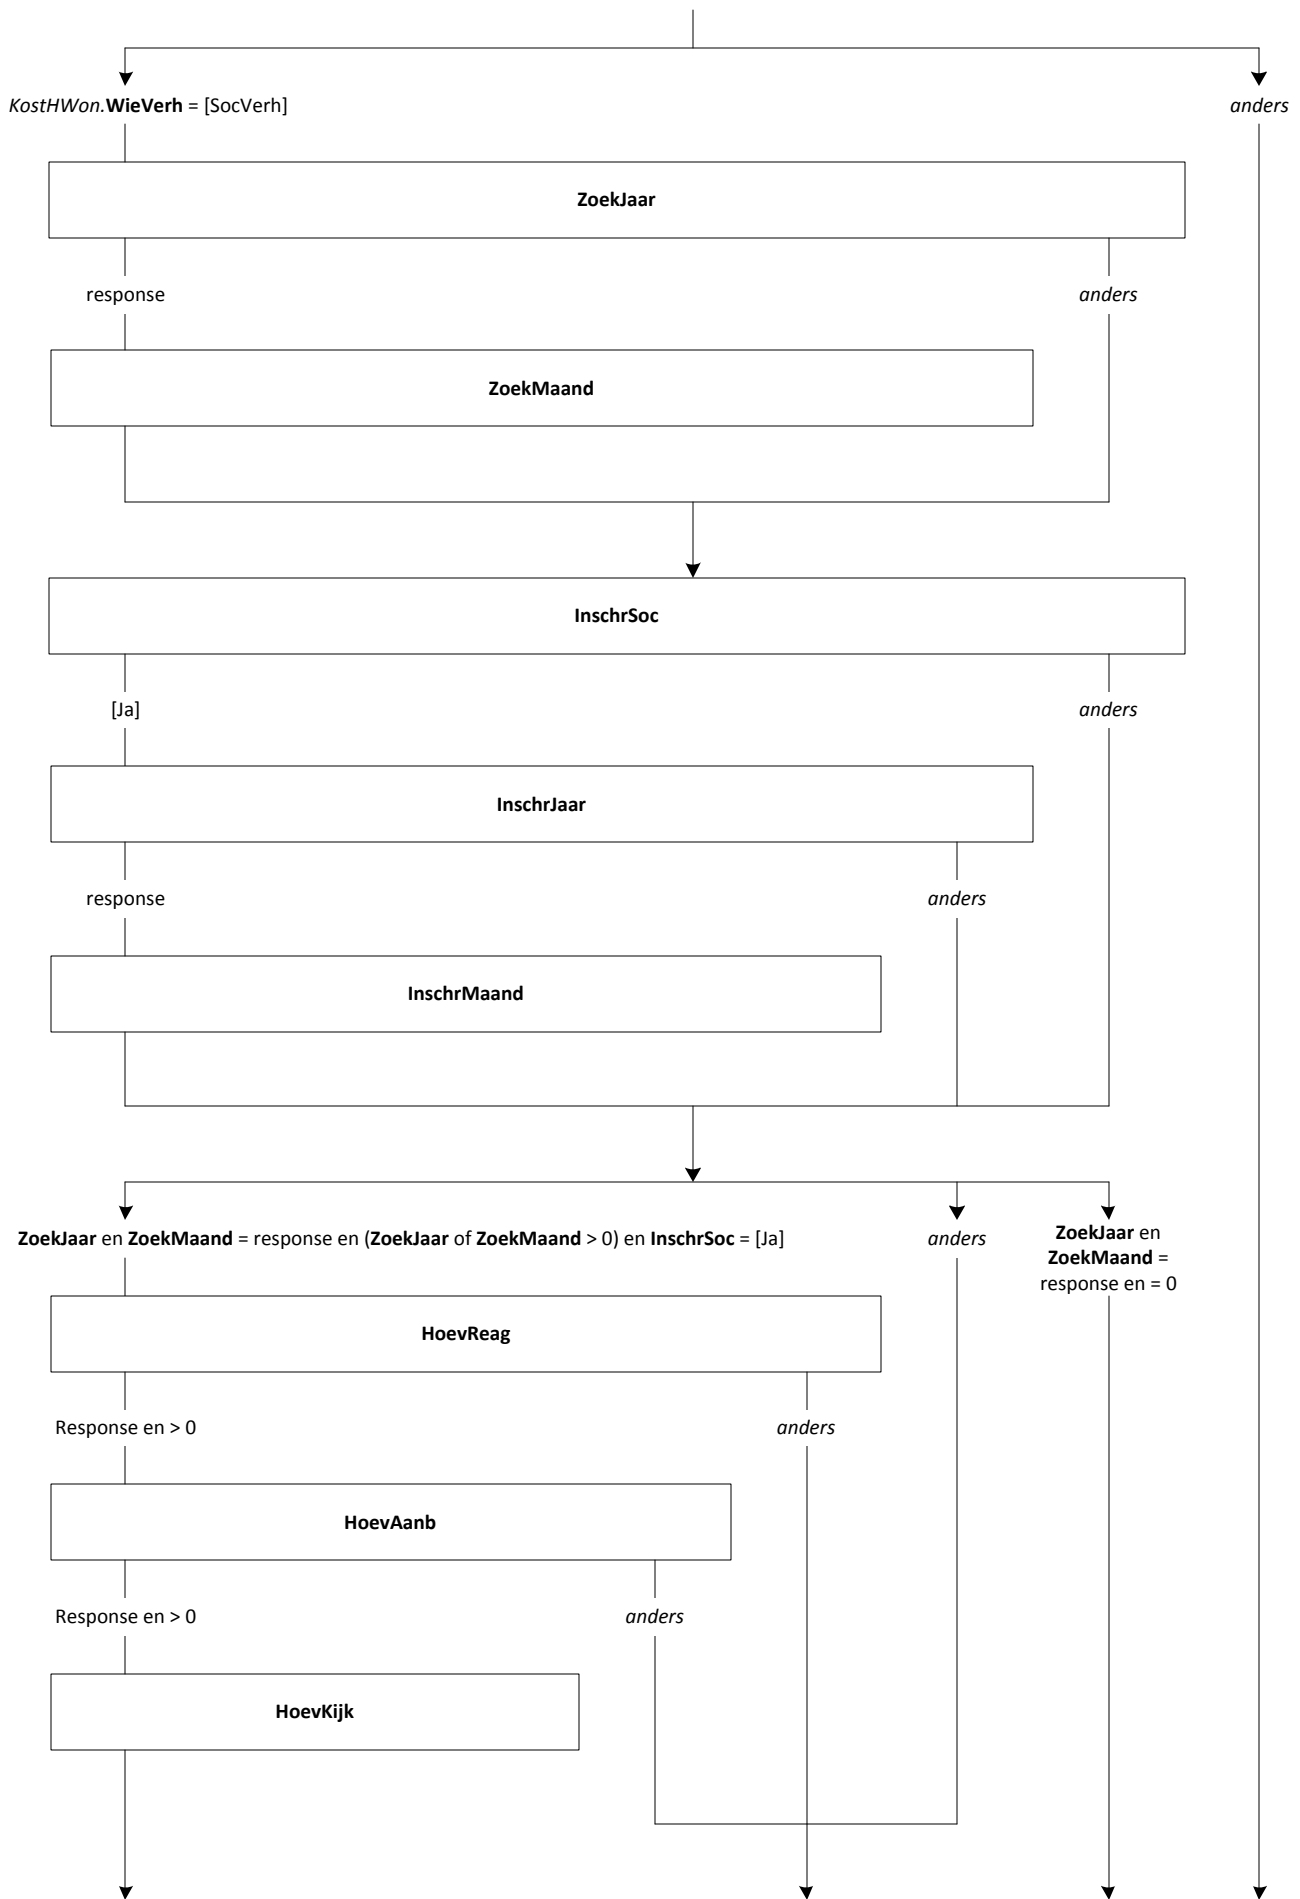 KostHWon.WieVerh = [SocVerh]
anders
ZoekJaar
response
anders
ZoekMaand
InschrSoc
[Ja]
anders
InschrJaar
response
anders
InschrMaand
ZoekJaar en ZoekMaand = response en (ZoekJaar of ZoekMaand > 0) en InschrSoc = [Ja]
anders
ZoekJaar en
ZoekMaand =
response en = 0
HoevReag
Response en > 0
anders
HoevAanb
Response en > 0
anders
HoevKijk